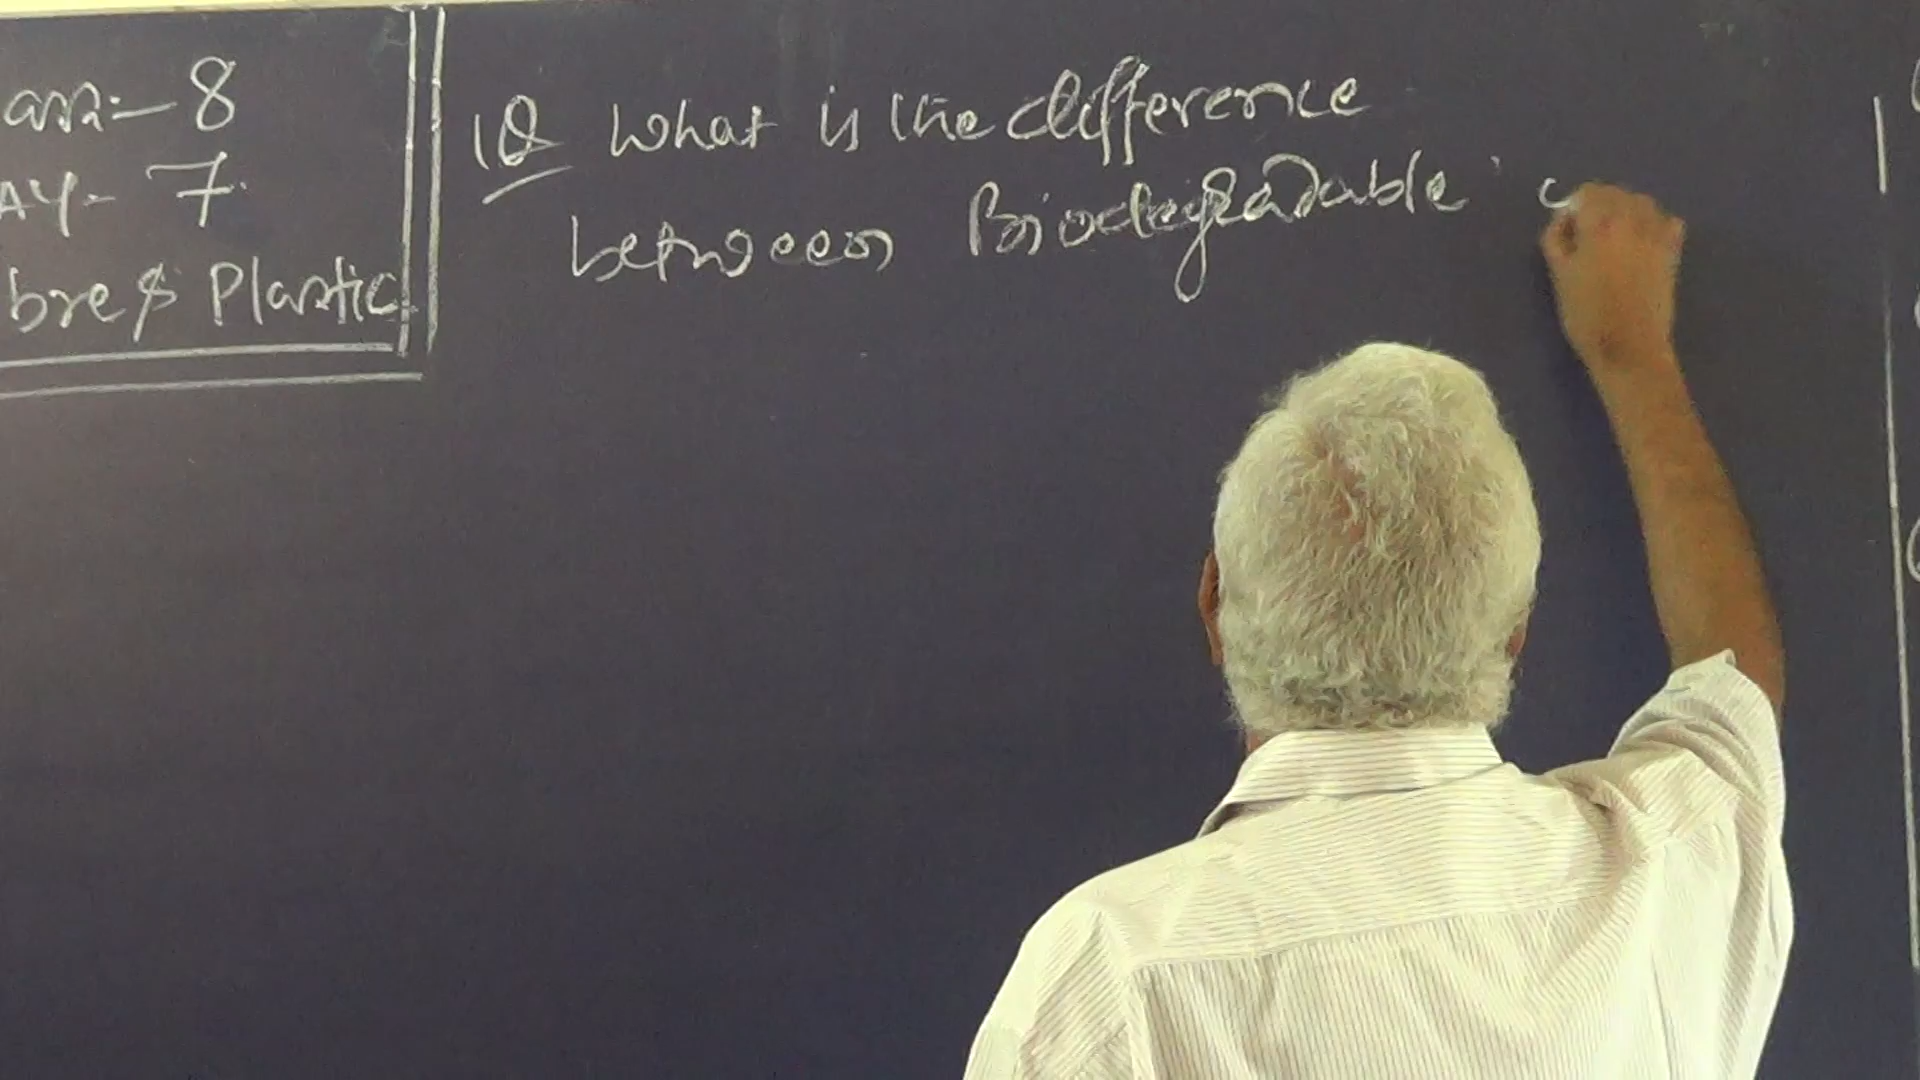 ass:- 8
AY- 7.
bre & Plastic
1Q What is the difference
between Biodegradable